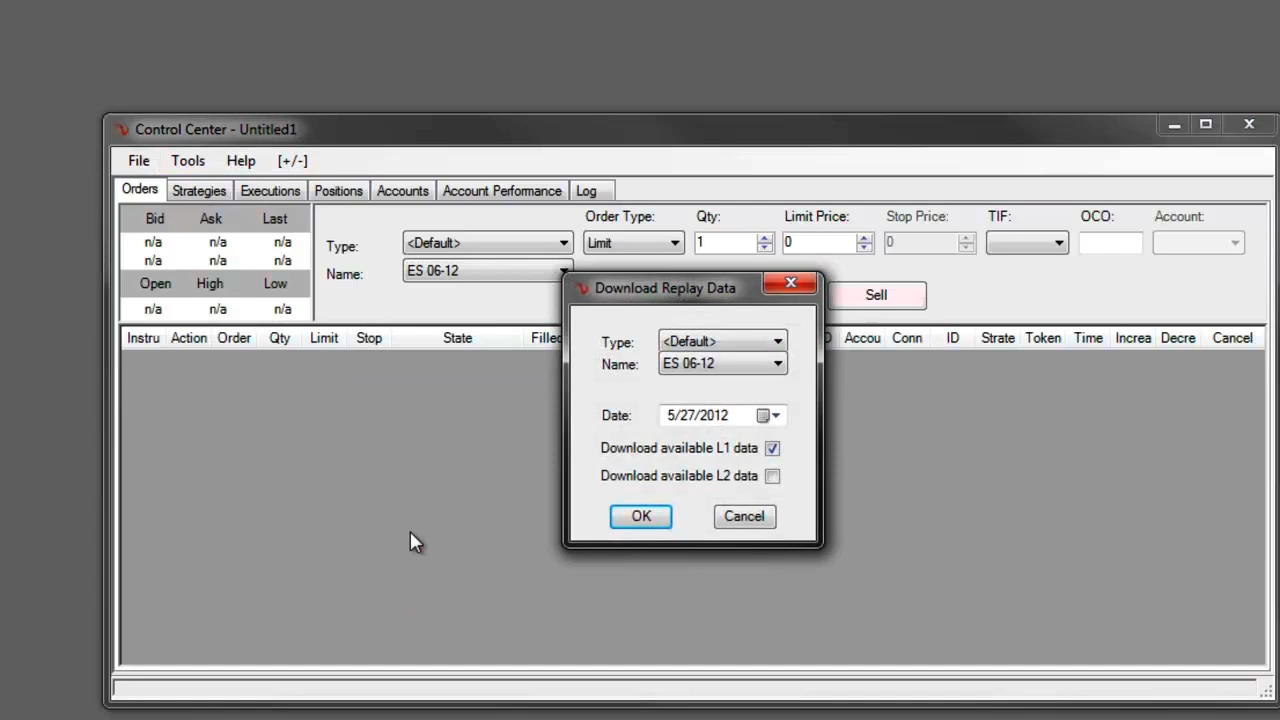 Control Center - Untitled1
File Tools Help [+/-]
Orders Strategies Executions Positions Accounts Account Performance Log
Bid Ask Last
n/a n/a n/a
n/a n/a n/a
Open High Low
n/a n/a n/a
Type: <Default>
Name: ES 06-12
Order Type: Qty: Limit Price: Stop Price: TIF: OCO: Account:
Limit 1 0 0
Sell
Instru Action Order Qty Limit Stop State Filled Accou Conn ID Strate Token Time Increa Decre Cancel
Download Replay Data
Type: <Default>
Name: ES 06-12
Date: 5/27/2012
Download available L1 data
Download available L2 data
OK Cancel